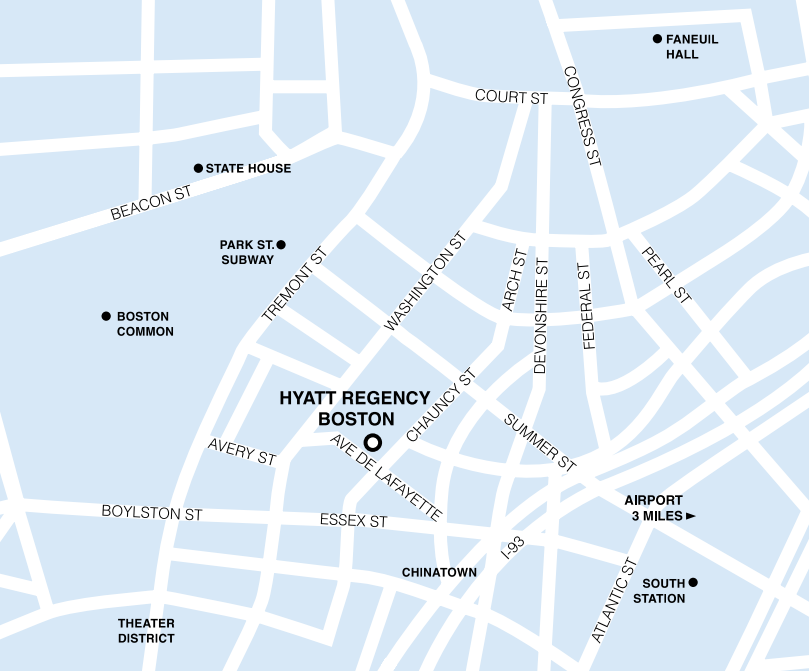 FANEUIL
HALL
COURT ST
CONGRESS ST
STATE HOUSE
BEACON ST
PARK ST.
SUBWAY
TREMONT ST
WASHINGTON ST
ARCH ST
DEVONSHIRE ST
FEDERAL ST
PEARL ST
BOSTON
COMMON
HYATT REGENCY
BOSTON
CHAUNCY ST
SUMMER ST
AVERY ST
AVE DE LAFAYETTE
BOYLSTON ST
ESSEX ST
AIRPORT
3 MILES ►
I-93
CHINATOWN
ATLANTIC ST
SOUTH
STATION
THEATER
DISTRICT